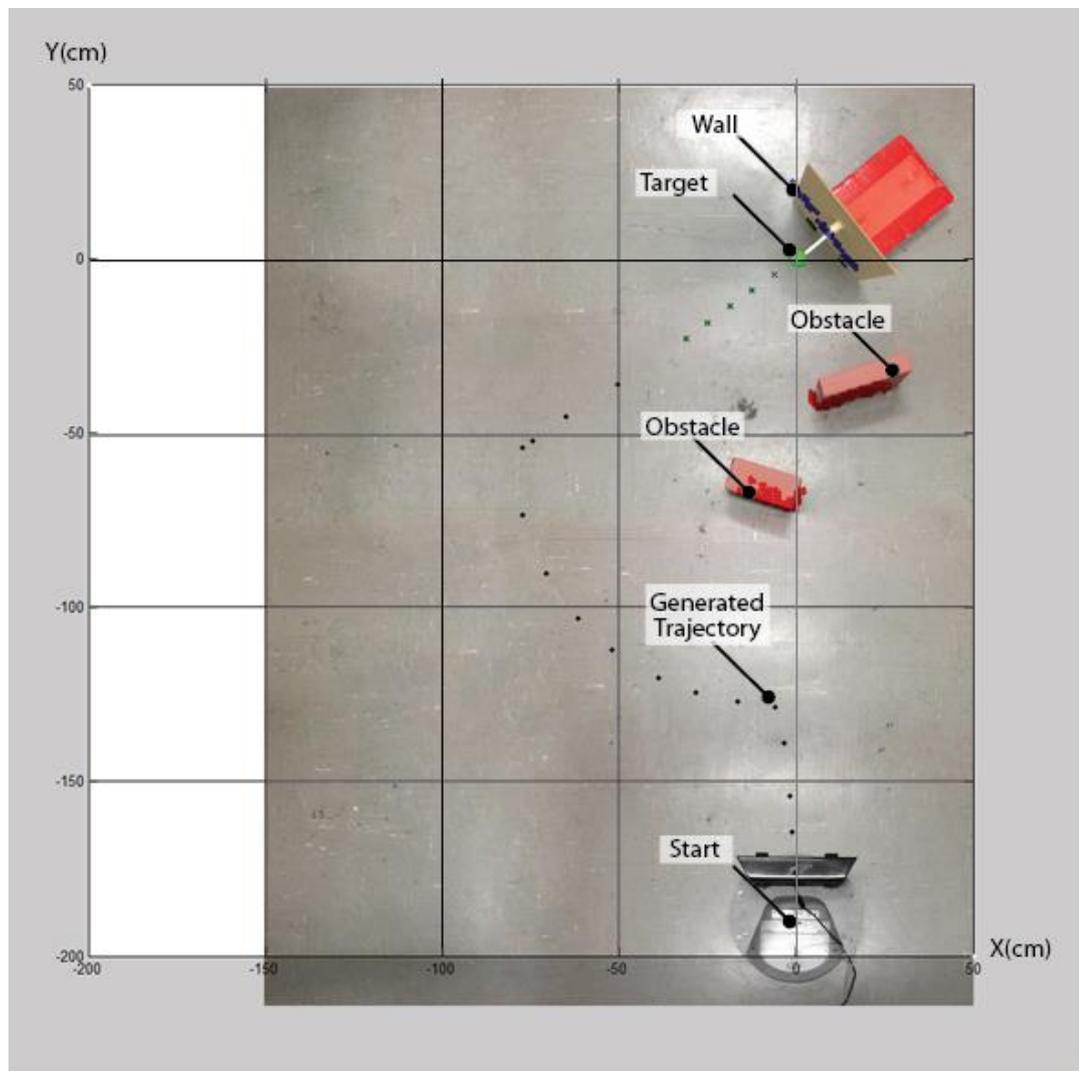 Y(cm)
50
Wall
Target
0
Obstacle
-50
Obstacle
-100
Generated
Trajectory
-150
Start
-200
X(cm)
-200
-150
-100
-50
0
50